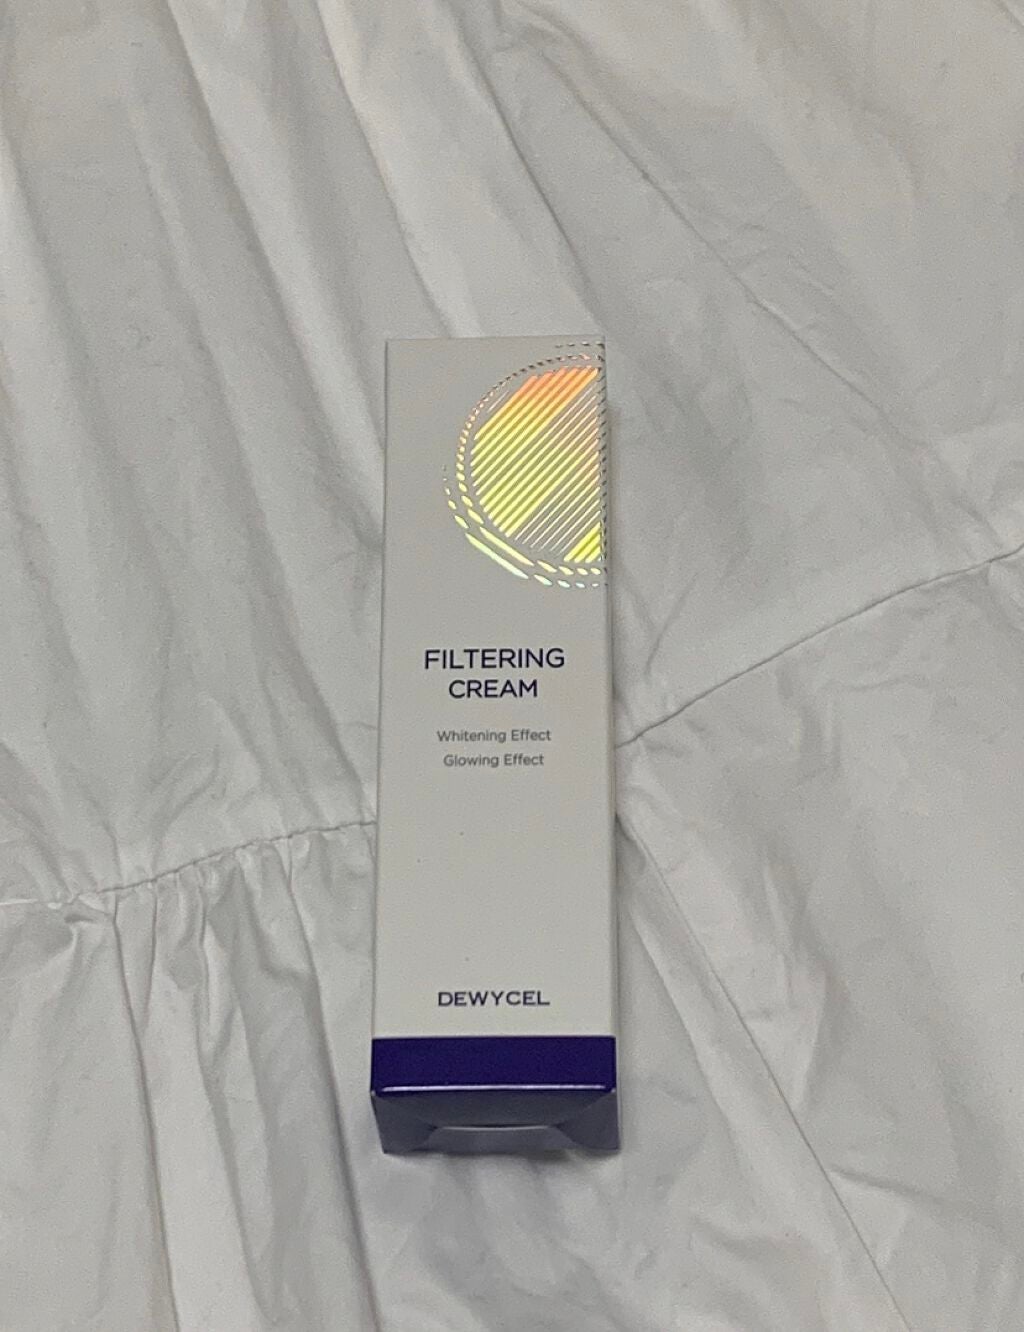 FILTERING
CREAM
Whitening Effect
Glowing Effect
DEWYCEL